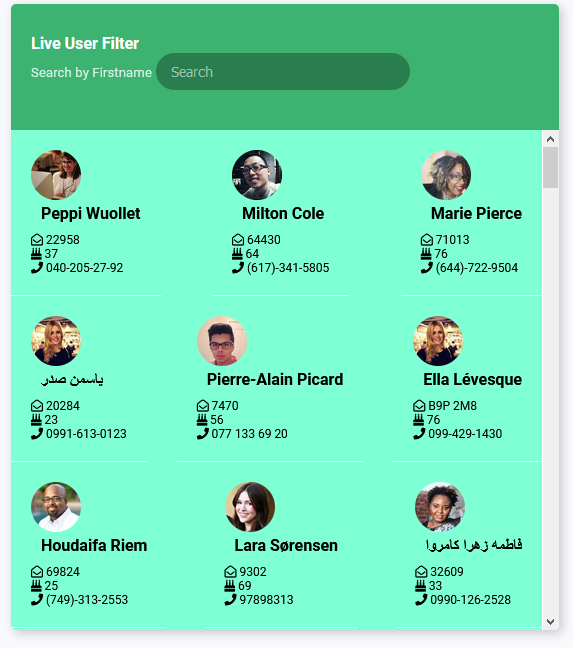 Live User Filter
Search by Firstname Search
Peppi Wuollet
22958
37
040-205-27-92
Milton Cole
64430
64
(617)-341-5805
Marie Pierce
71013
76
(644)-722-9504
یاسمن صدر
20284
23
0991-613-0123
Pierre-Alain Picard
7470
56
077 133 69 20
Ella Lévesque
B9P 2M8
76
099-429-1430
Houdaifa Riem
69824
25
(749)-313-2553
Lara Sørensen
9302
69
97898313
فاطمه زهرا کامروا
32609
33
0990-126-2528